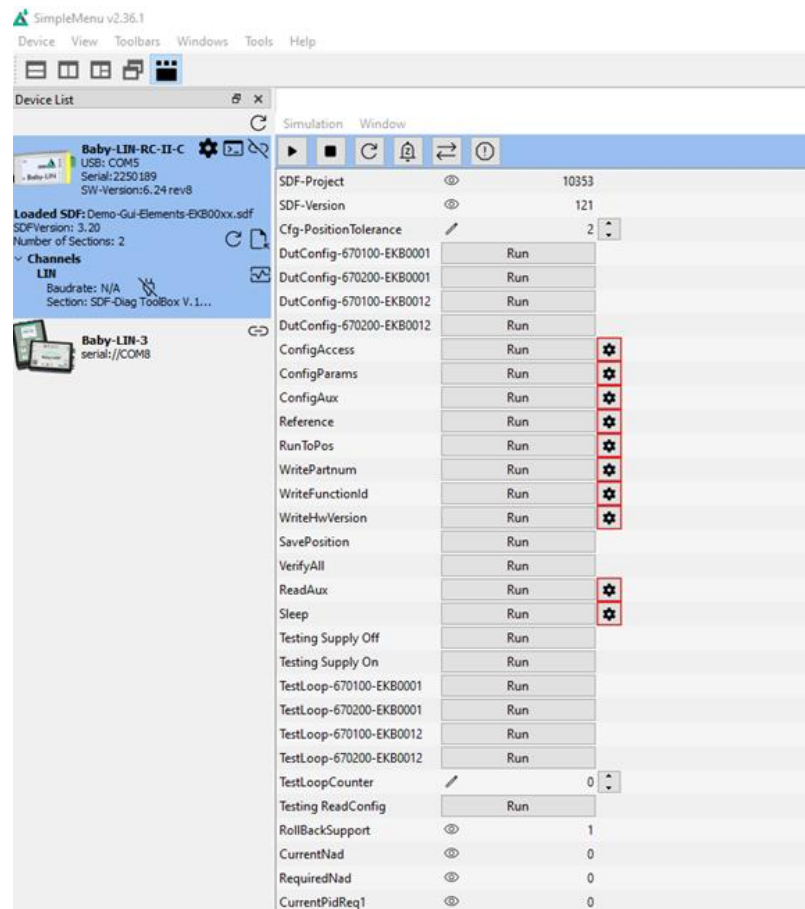 SimpleMenu v2.36.1
Device View Toolbars Windows Tools Help
Device List
Baby-LIN-RC-II-C
USB: COM5
Serial:2250189
SW-Version:6.24 rev8
Loaded SDF: Demo-Gui-Elements-EKB00xx.sdf
SDFVersion: 3.20
Number of Sections: 2
Channels
LIN
Baudrate: N/A
Section: SDF-Diag ToolBox V.1...
Baby-LIN-3
serial://COM8
Simulation Window
SDF-Project 10353
SDF-Version 121
Cfg-PositionTolerance 2
DutConfig-670100-EKB0001 Run
DutConfig-670200-EKB0001 Run
DutConfig-670100-EKB0012 Run
DutConfig-670200-EKB0012 Run
ConfigAccess Run
ConfigParams Run
ConfigAux Run
Reference Run
RunToPos Run
WritePartnum Run
WriteFunctionId Run
WriteHwVersion Run
SavePosition Run
VerifyAll Run
ReadAux Run
Sleep Run
Testing Supply Off Run
Testing Supply On Run
TestLoop-670100-EKB0001 Run
TestLoop-670200-EKB0001 Run
TestLoop-670100-EKB0012 Run
TestLoop-670200-EKB0012 Run
TestLoopCounter 0
Testing ReadConfig Run
RollBackSupport 1
CurrentNad 0
RequiredNad 0
CurrentPidReq1 0